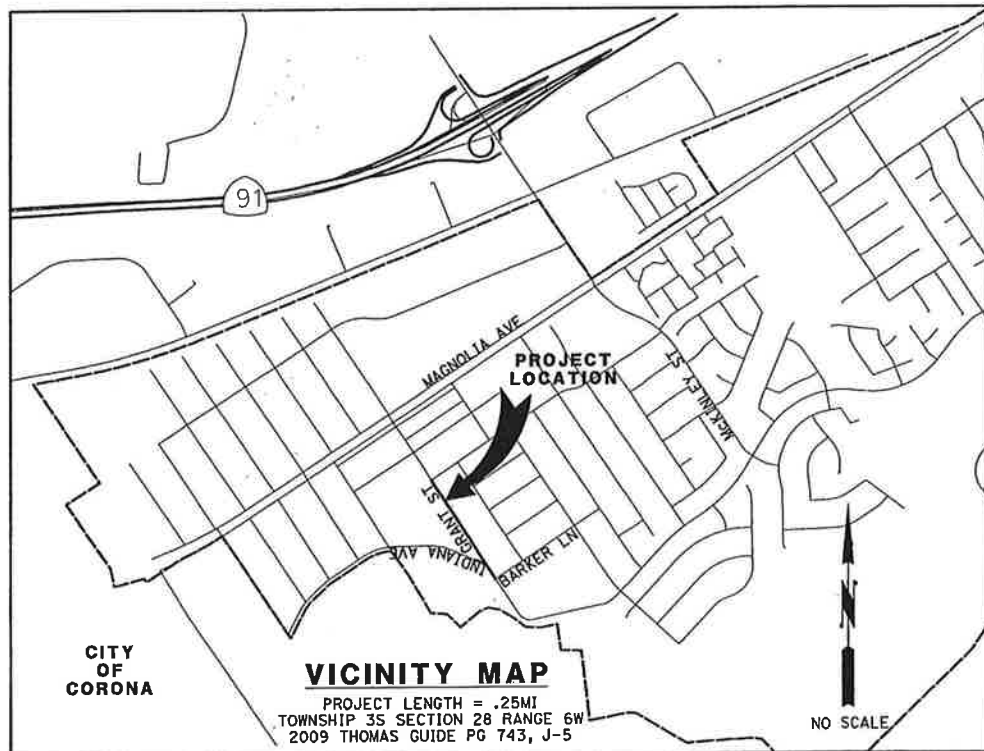 91
MAGNOLIA AVE
PROJECT
LOCATION
McKINLEY ST
GRANT ST
INDIANA AVE
BARKER LN
CITY
OF
CORONA
VICINITY MAP
PROJECT LENGTH = .25MI
TOWNSHIP 3S SECTION 28 RANGE 6W
2009 THOMAS GUIDE PG 743, J-5
N
NO SCALE